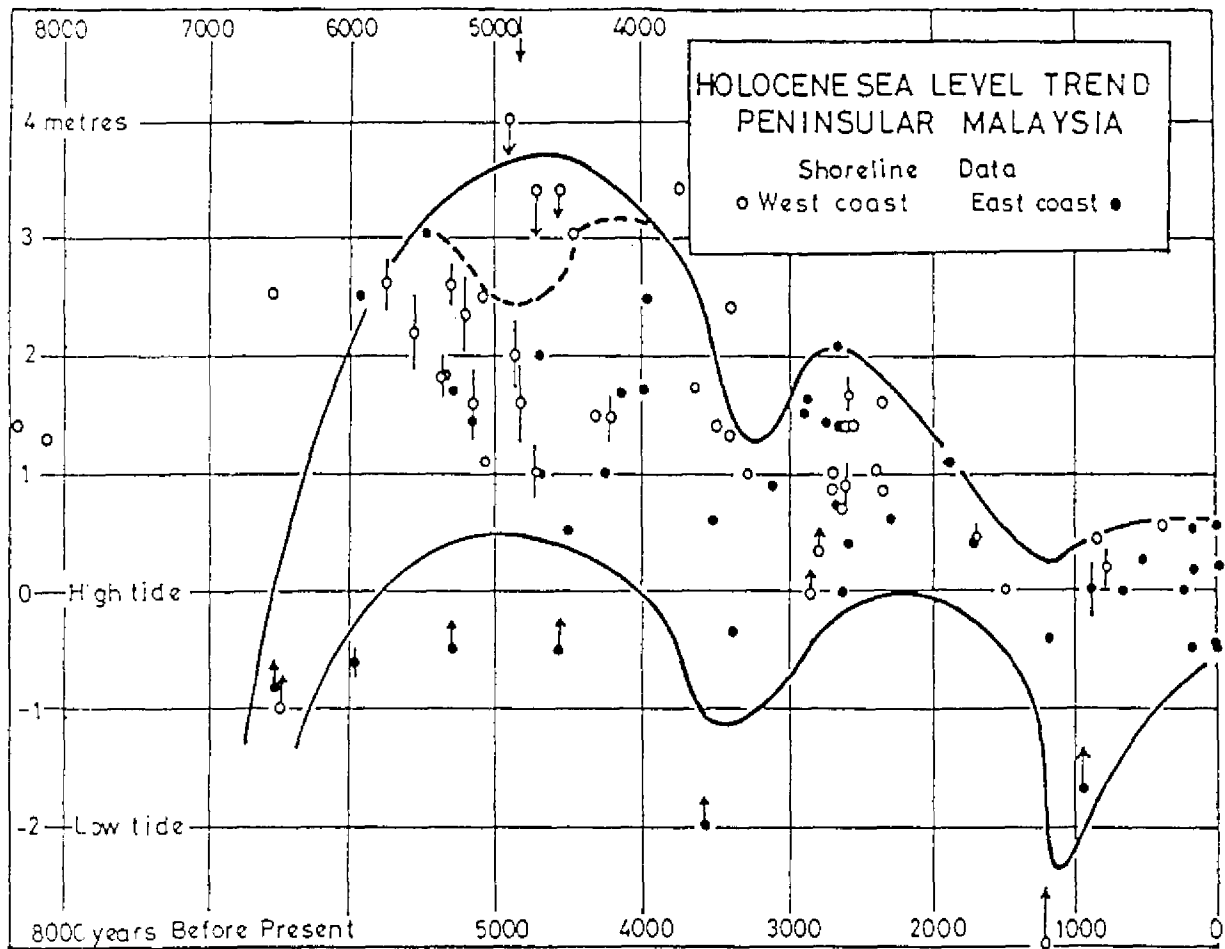 8000 7000 6000 5000 4000
HOLOCENE SEA LEVEL TREND
PENINSULAR MALAYSIA
Shoreline Data
West coast East coast
4 metres
3
2
1
0 High tide
-1
-2 Low tide
8000 years Before Present 5000 4000 3000 2000 1000 0